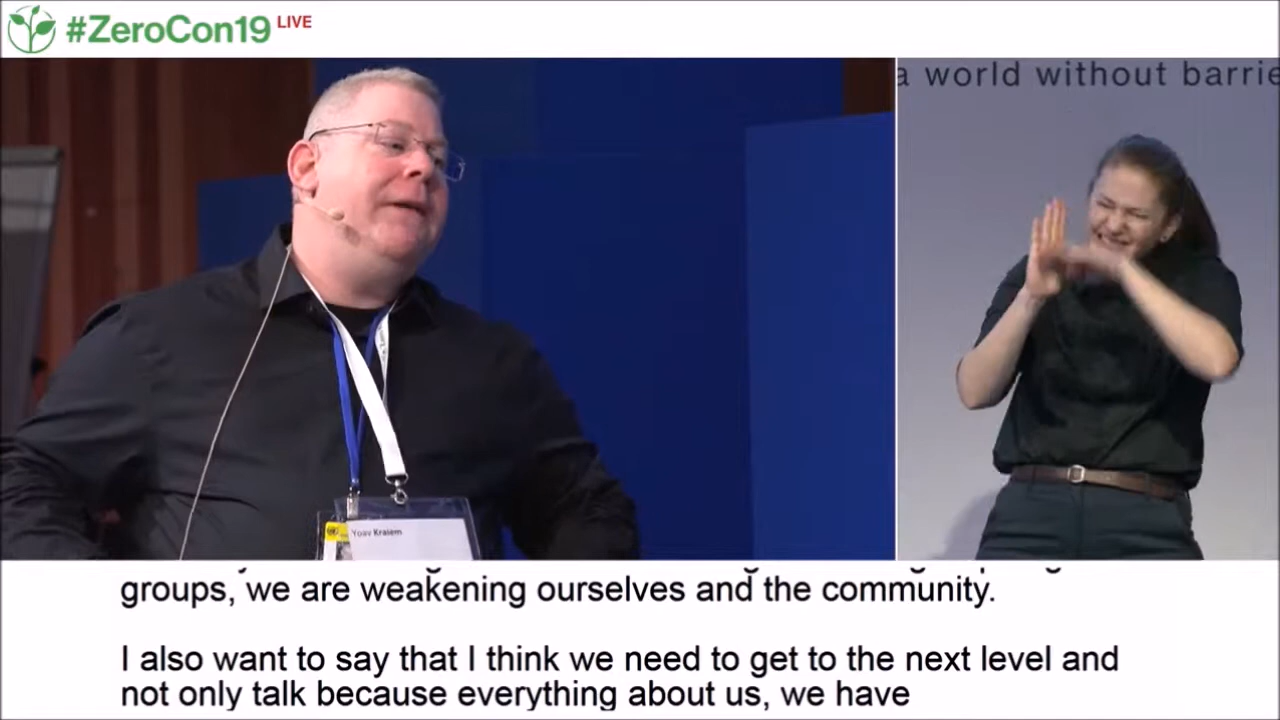 #ZeroCon19 LIVE
a world without barrie
Yoav Kraiem
groups, we are weakening ourselves and the community.
I also want to say that I think we need to get to the next level and
not only talk because everything about us, we have